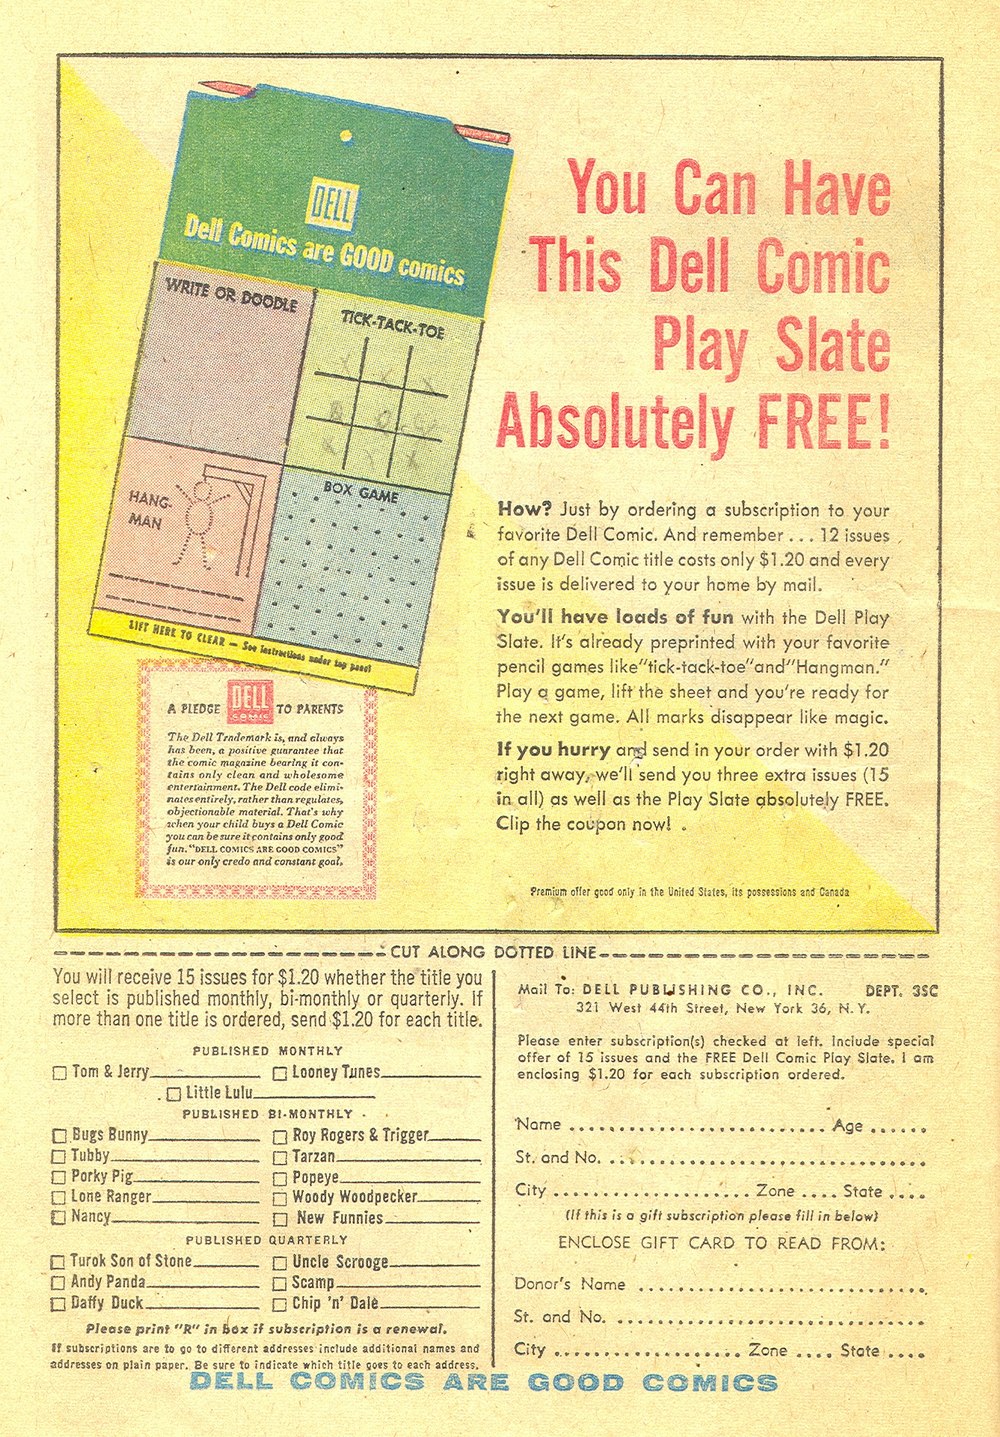 DELL
Dell Comics are GOOD comics
WRITE OR DOODLE
TICK-TACK-TOE
HANG-
MAN
BOX GAME
LIFT HERE TO CLEAR — See instructions under top panel
You Can Have
This Dell Comic
Play Slate
Absolutely FREE!
How? Just by ordering a subscription to your
favorite Dell Comic. And remember . . . 12 issues
of any Dell Comic title costs only $1.20 and every
issue is delivered to your home by mail.
You'll have loads of fun with the Dell Play
Slate. It's already preprinted with your favorite
pencil games like "tick-tack-toe" and "Hangman."
Play a game, lift the sheet and you're ready for
the next game. All marks disappear like magic.
If you hurry and send in your order with $1.20
right away, we'll send you three extra issues (15
in all) as well as the Play Slate absolutely FREE.
Clip the coupon now!
Premium offer good only in the United States, its possessions and Canada
A PLEDGE DELL COMIC TO PARENTS
The Dell Trademark is, and always
has been, a positive guarantee that
the comic magazine bearing it con-
tains only clean and wholesome
entertainment. The Dell code elimi-
nates entirely, rather than regulates,
objectionable material. That's why
when your child buys a Dell Comic
you can be sure it contains only good
fun. "DELL COMICS ARE GOOD COMICS"
is our only credo and constant goal.
CUT ALONG DOTTED LINE
You will receive 15 issues for $1.20 whether the title you
select is published monthly, bi-monthly or quarterly. If
more than one title is ordered, send $1.20 for each title.
PUBLISHED MONTHLY
Tom & Jerry Looney Tunes
Little Lulu
PUBLISHED BI-MONTHLY
Bugs Bunny Roy Rogers & Trigger
Tubby Tarzan
Porky Pig Popeye
Lone Ranger Woody Woodpecker
Nancy New Funnies
PUBLISHED QUARTERLY
Turok Son of Stone Uncle Scrooge
Andy Panda Scamp
Daffy Duck Chip 'n' Dale
Please print "R" in box if subscription is a renewal.
If subscriptions are to go to different addresses include additional names and
addresses on plain paper. Be sure to indicate which title goes to each address.
Mail To: DELL PUBLISHING CO., INC. DEPT. 3SC
321 West 44th Street, New York 36, N.Y.
Please enter subscription(s) checked at left. Include special
offer of 15 issues and the FREE Dell Comic Play Slate. I am
enclosing $1.20 for each subscription ordered.
Name Age
St. and No.
City Zone State
(If this is a gift subscription please fill in below)
ENCLOSE GIFT CARD TO READ FROM:
Donor's Name
St. and No.
City Zone State
DELL COMICS ARE GOOD COMICS